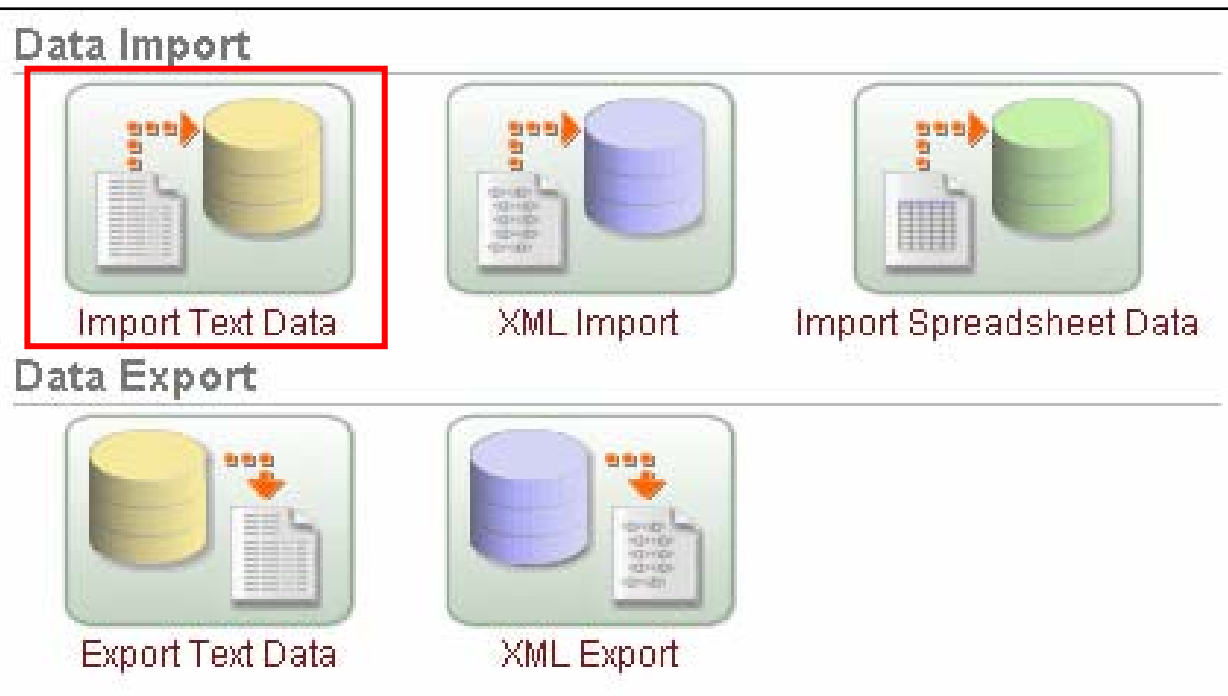 Data Import
Import Text Data
XML Import
Import Spreadsheet Data
Data Export
Export Text Data
XML Export